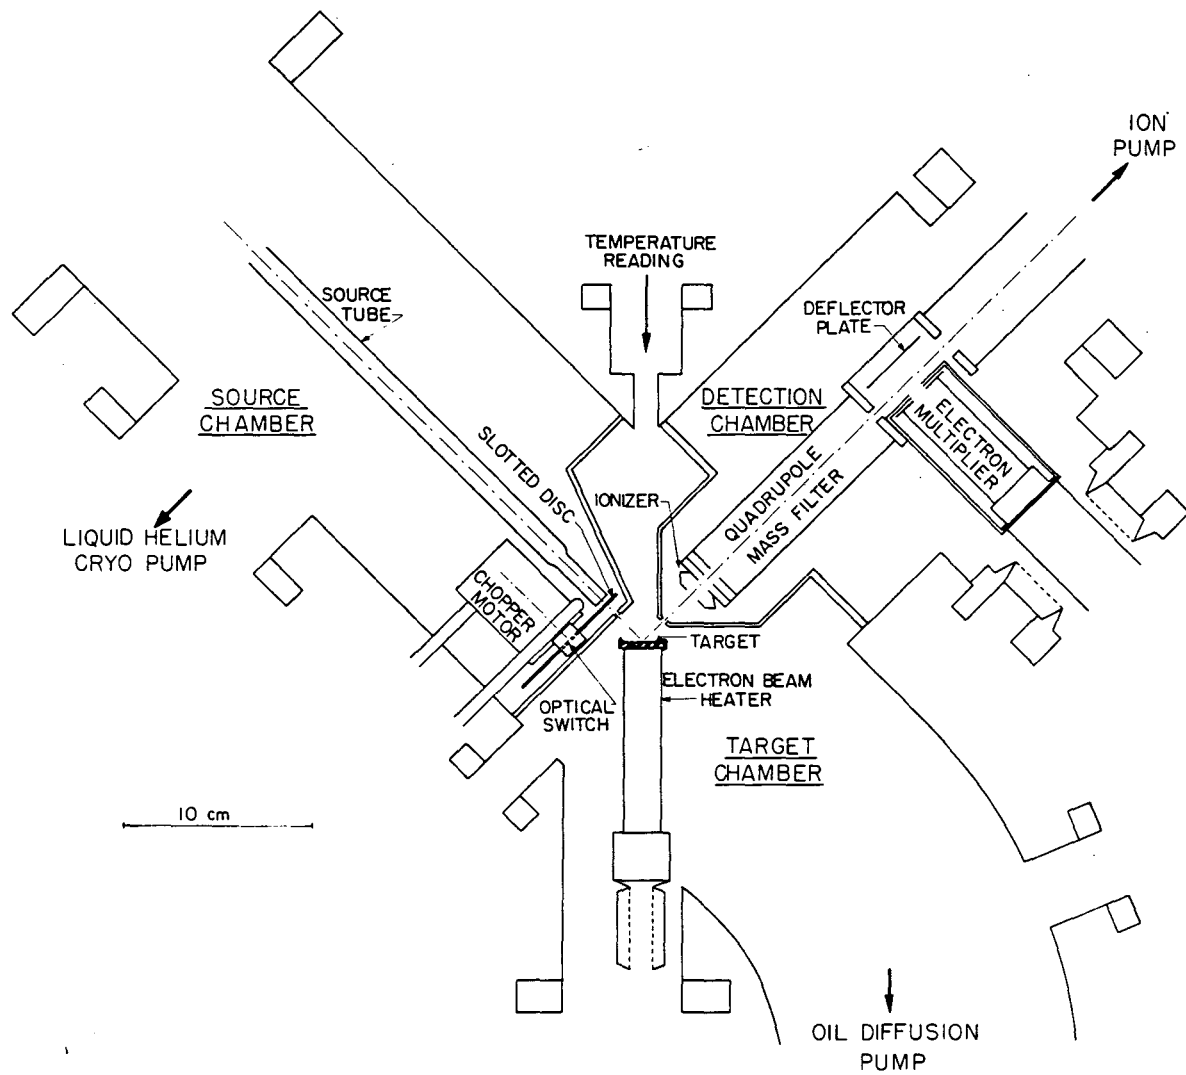 ION
PUMP
TEMPERATURE
READING
SOURCE
TUBE
DEFLECTOR
PLATE
SOURCE
CHAMBER
DETECTION
CHAMBER
ELECTRON
MULTIPLIER
SLOTTED DISC
IONIZER
QUADRUPOLE
MASS FILTER
LIQUID HELIUM
CRYO PUMP
CHOPPER
MOTOR
TARGET
ELECTRON BEAM
HEATER
OPTICAL
SWITCH
TARGET
CHAMBER
10 cm
OIL DIFFUSION
PUMP